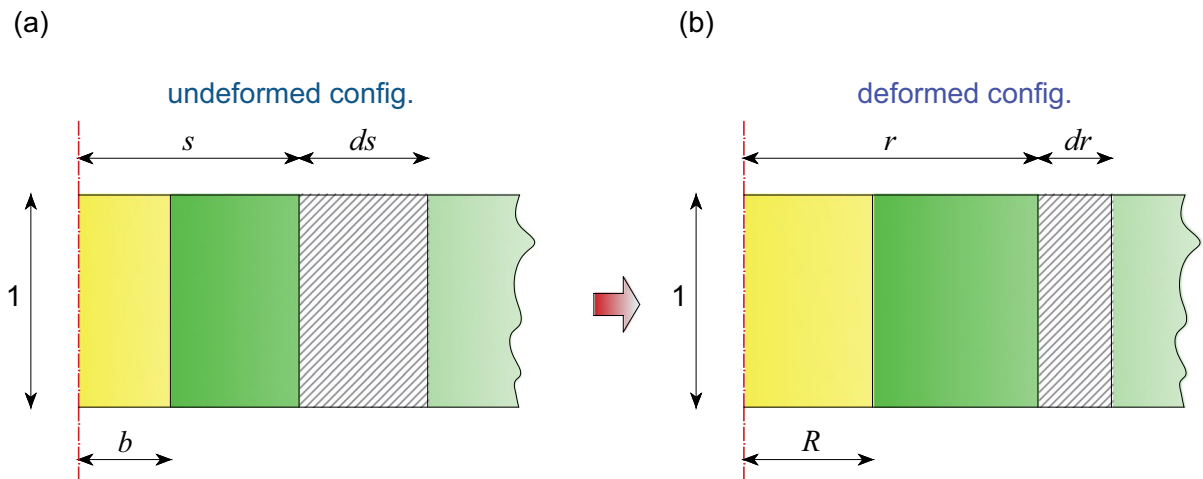 (a)
(b)
undeformed config.
deformed config.
s
ds
r
dr
1
1
b
R